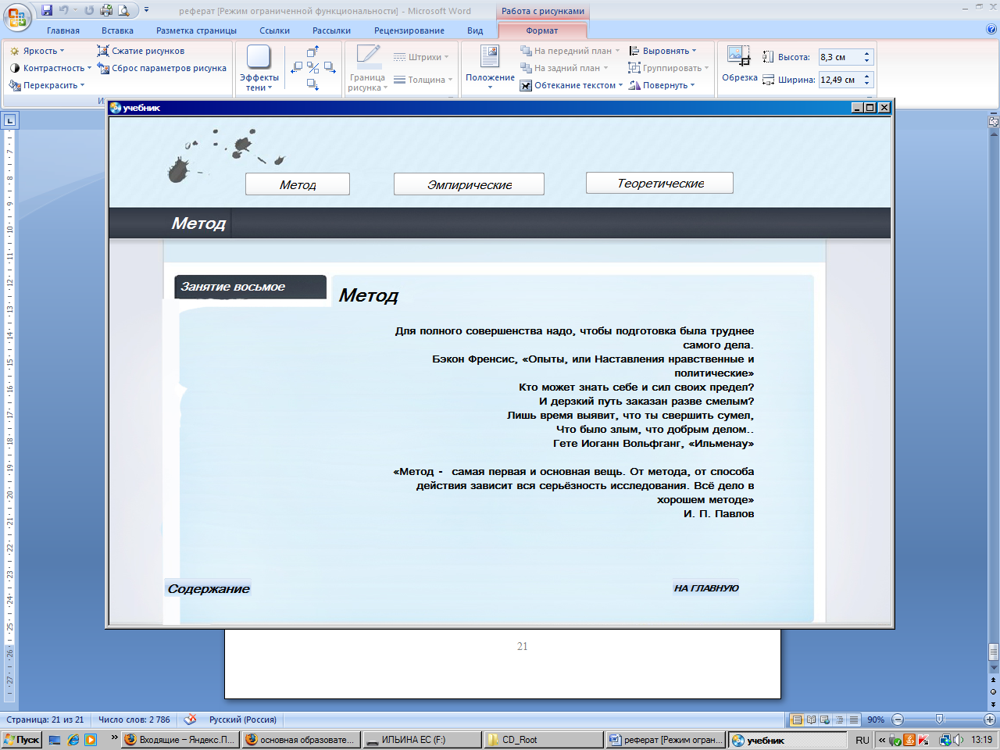 реферат [Режим ограниченной функциональности] - Microsoft Word
Работа с рисунками
Главная
Вставка
Разметка страницы
Ссылки
Рассылки
Рецензирование
Вид
Формат
Яркость
Сжатие рисунков
Контрастность
Сброс параметров рисунка
Перекрасить
Эффекты
тени
Граница
рисунка
Штрихи
Толщина
Положение
На передний план
На задний план
Обтекание текстом
Выровнять
Группировать
Повернуть
Обрезка
Высота: 8,3 см
Ширина: 12,49 см
учебник
Метод
Эмпирические
Теоретические
Метод
Занятие восьмое
Метод
Для полного совершенства надо, чтобы подготовка была труднее
самого дела.
Бэкон Френсис, «Опыты, или Наставления нравственные и
политические»
Кто может знать себе и сил своих предел?
И дерзкий путь заказан разве смелым?
Лишь время выявит, что ты свершить сумел,
Что было злым, что добрым делом..
Гете Иоганн Вольфганг, «Ильменау»
«Метод - самая первая и основная вещь. От метода, от способа
действия зависит вся серьёзность исследования. Всё дело в
хорошем методе»
И. П. Павлов
Содержание
НА ГЛАВНУЮ
21
Страница: 21 из 21
Число слов: 2 786
Русский (Россия)
90%
Пуск
Входящие – Яндекс.П...
основная образовате...
ИЛЬИНА ЕС (F:)
CD_Root
реферат [Режим огран...
учебник
RU
13:19